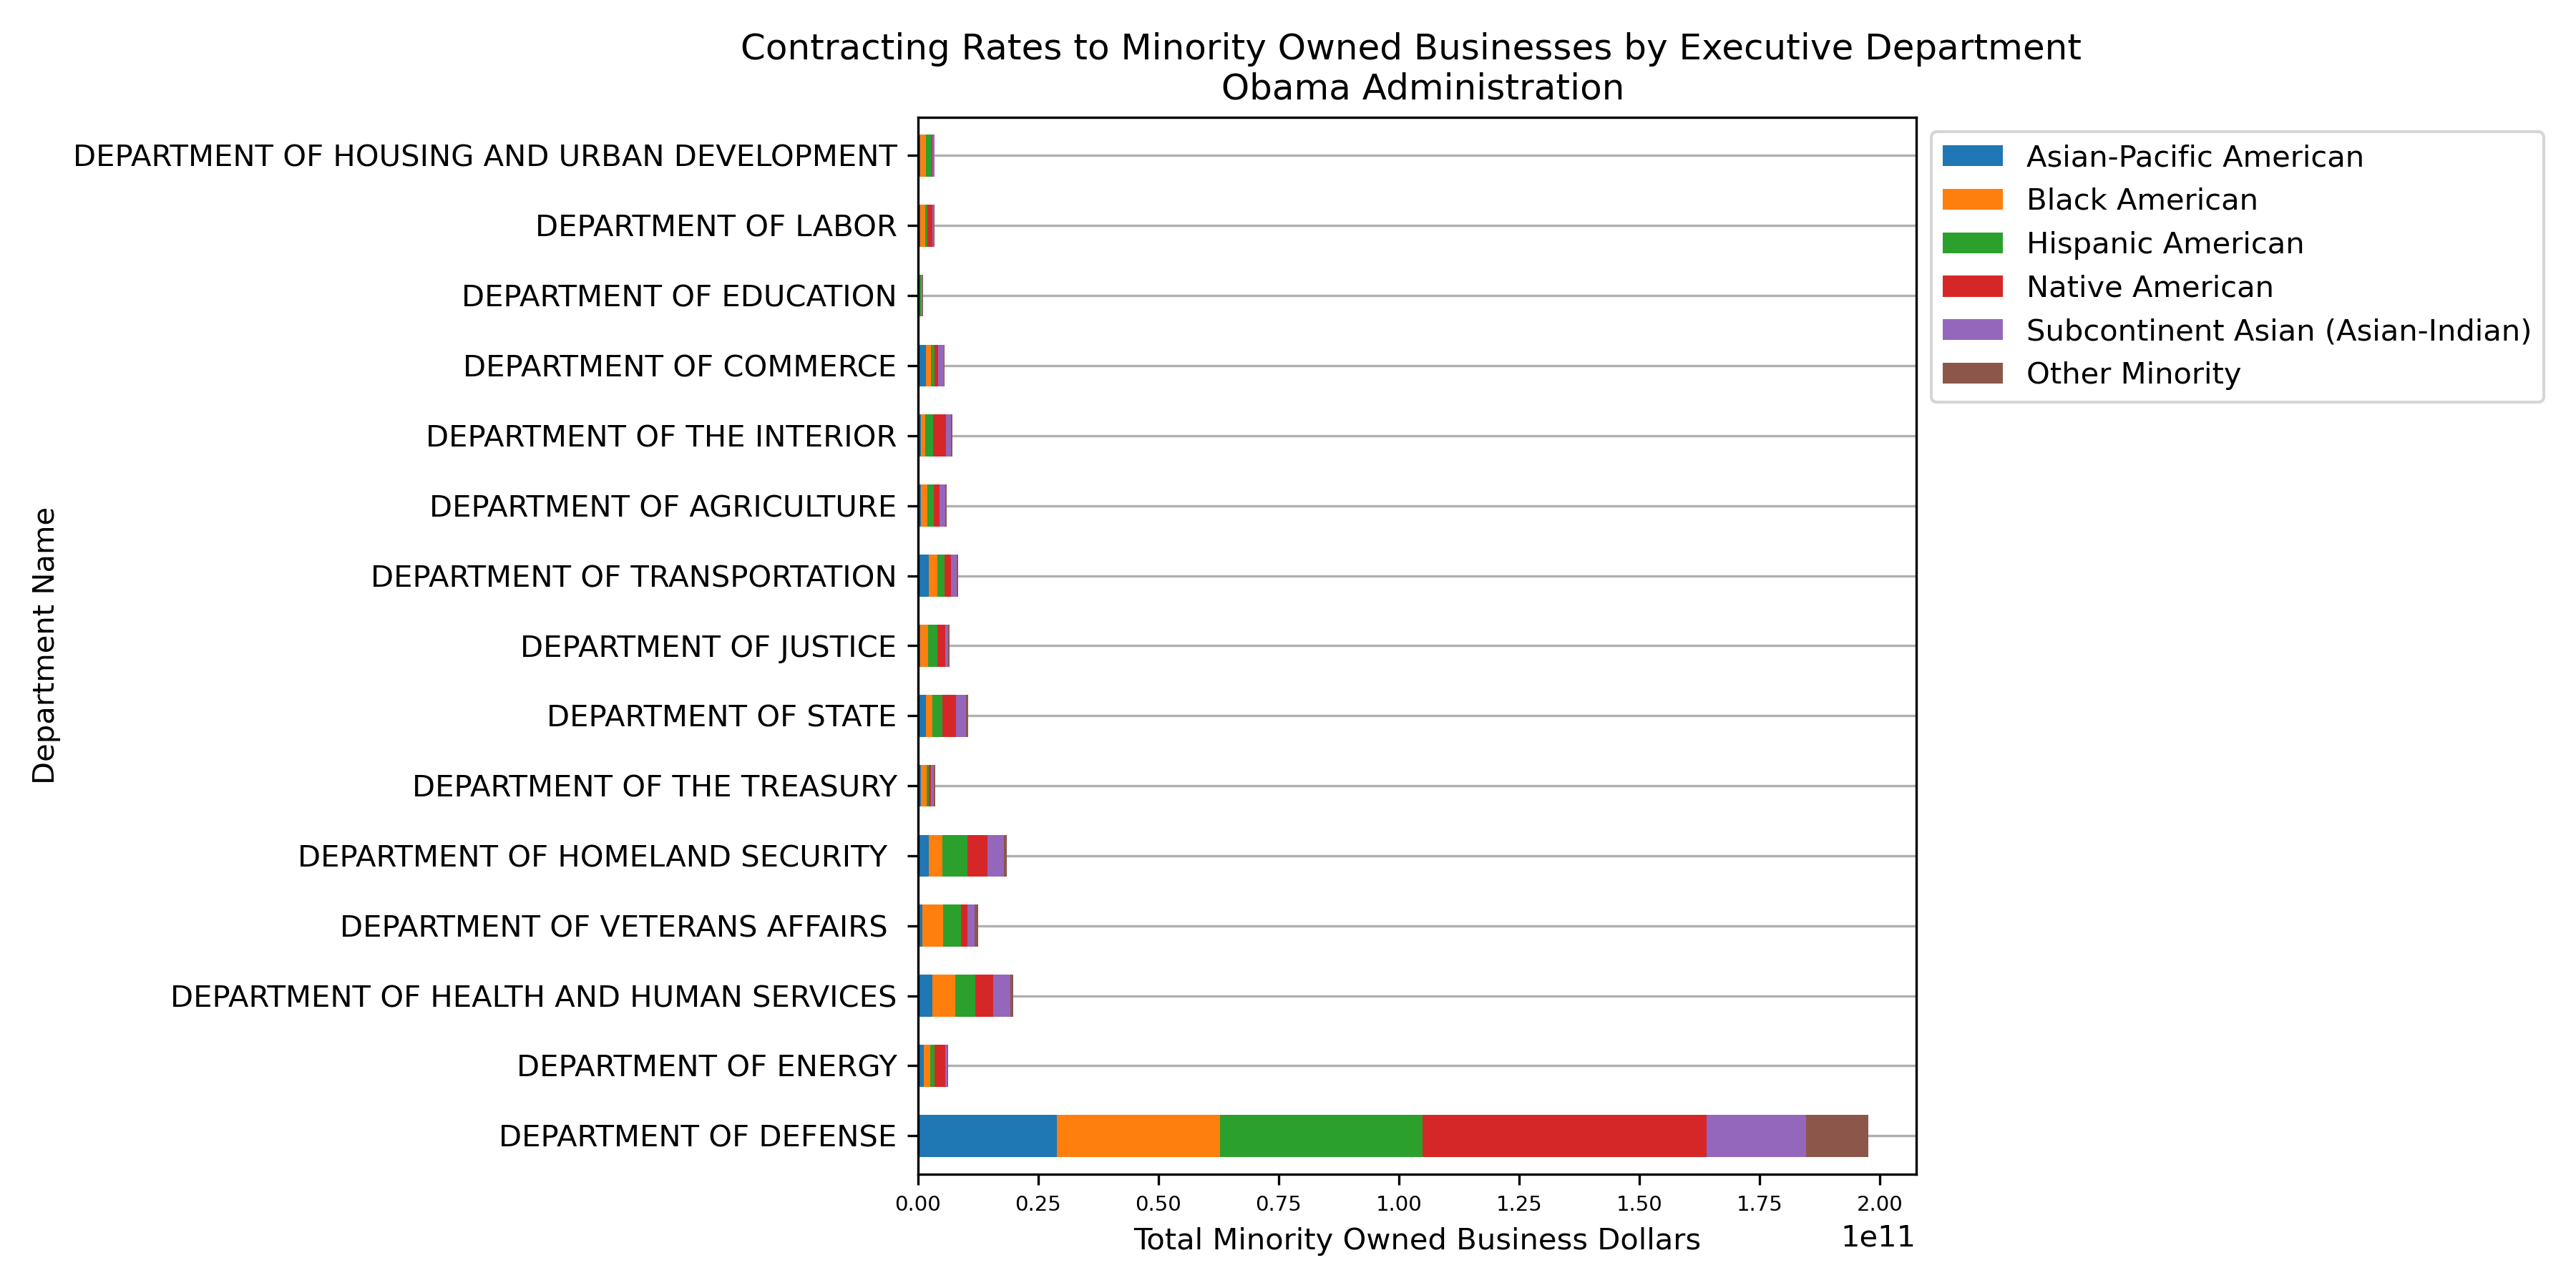 Contracting Rates to Minority Owned Businesses by Executive Department
Obama Administration
DEPARTMENT OF HOUSING AND URBAN DEVELOPMENT
DEPARTMENT OF LABOR
DEPARTMENT OF EDUCATION
DEPARTMENT OF COMMERCE
DEPARTMENT OF THE INTERIOR
DEPARTMENT OF AGRICULTURE
DEPARTMENT OF TRANSPORTATION
DEPARTMENT OF JUSTICE
DEPARTMENT OF STATE
DEPARTMENT OF THE TREASURY
DEPARTMENT OF HOMELAND SECURITY
DEPARTMENT OF VETERANS AFFAIRS
DEPARTMENT OF HEALTH AND HUMAN SERVICES
DEPARTMENT OF ENERGY
DEPARTMENT OF DEFENSE
Department Name
0.00 0.25 0.50 0.75 1.00 1.25 1.50 1.75 2.00
1e11
Total Minority Owned Business Dollars
Asian-Pacific American
Black American
Hispanic American
Native American
Subcontinent Asian (Asian-Indian)
Other Minority